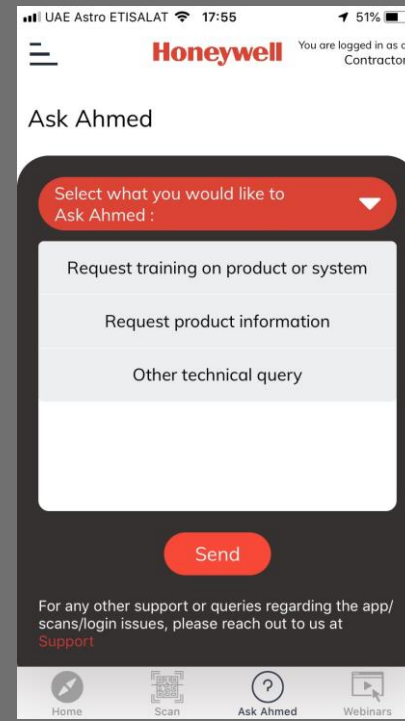 UAE Astro ETISALAT 17:55 51%
Honeywell
You are logged in as a
Contractor
Ask Ahmed
Select what you would like to
Ask Ahmed :
Request training on product or system
Request product information
Other technical query
Send
For any other support or queries regarding the app/
scans/login issues, please reach out to us at
Support
Home Scan Ask Ahmed Webinars